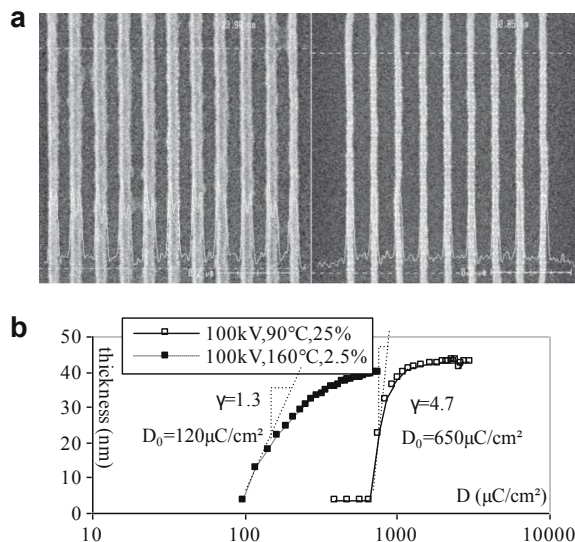 a
b
50
40
30
20
10
0
thickness (nm)
100kV,90°C,25%
100kV,160°C,2.5%
γ=1.3
D₀=120μC/cm²
γ=4.7
D₀=650μC/cm²
D (μC/cm²)
10
100
1000
10000